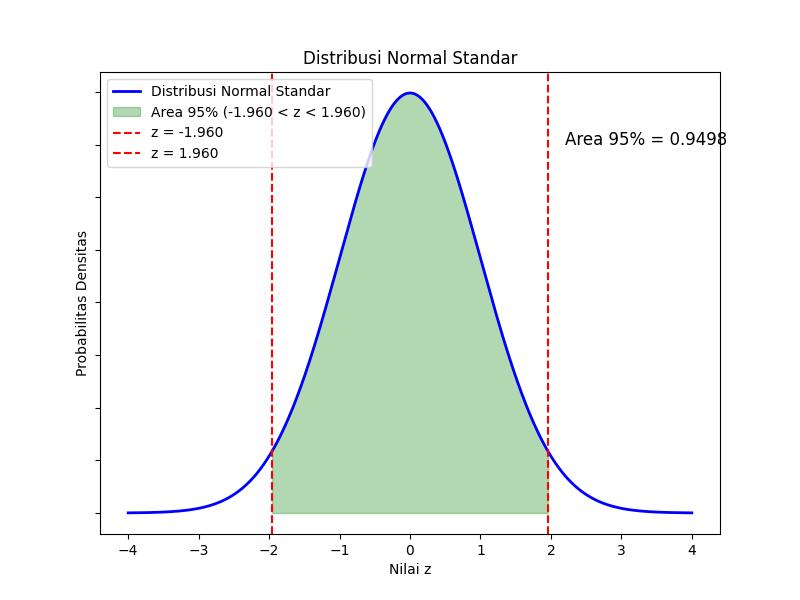 Distribusi Normal Standar
Distribusi Normal Standar
Area 95% (-1.960 < z < 1.960)
z = -1.960
z = 1.960
Area 95% = 0.9498
Probabilitas Densitas
−4 −3 −2 −1 0 1 2 3 4
Nilai z